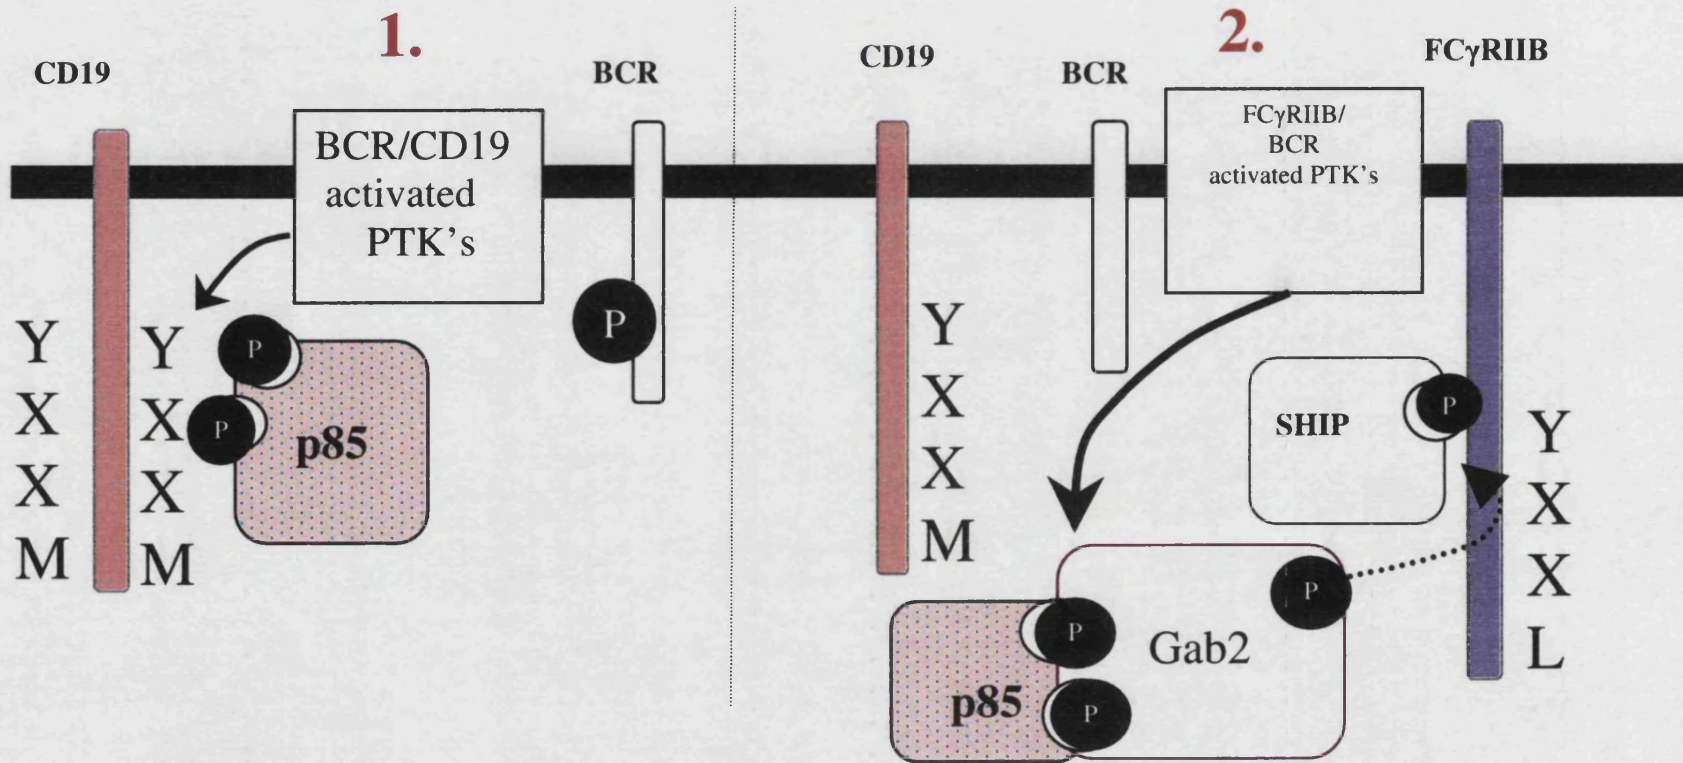 1.
CD19
BCR
BCR/CD19
activated
PTK's
P
Y
X
X
M
Y
X
X
M
P
P
p85
2.
CD19
BCR
FCγRIIB
FCγRIIB/
BCR
activated PTK's
Y
X
X
M
SHIP
P
Y
X
X
L
P
Gab2
P
P
p85